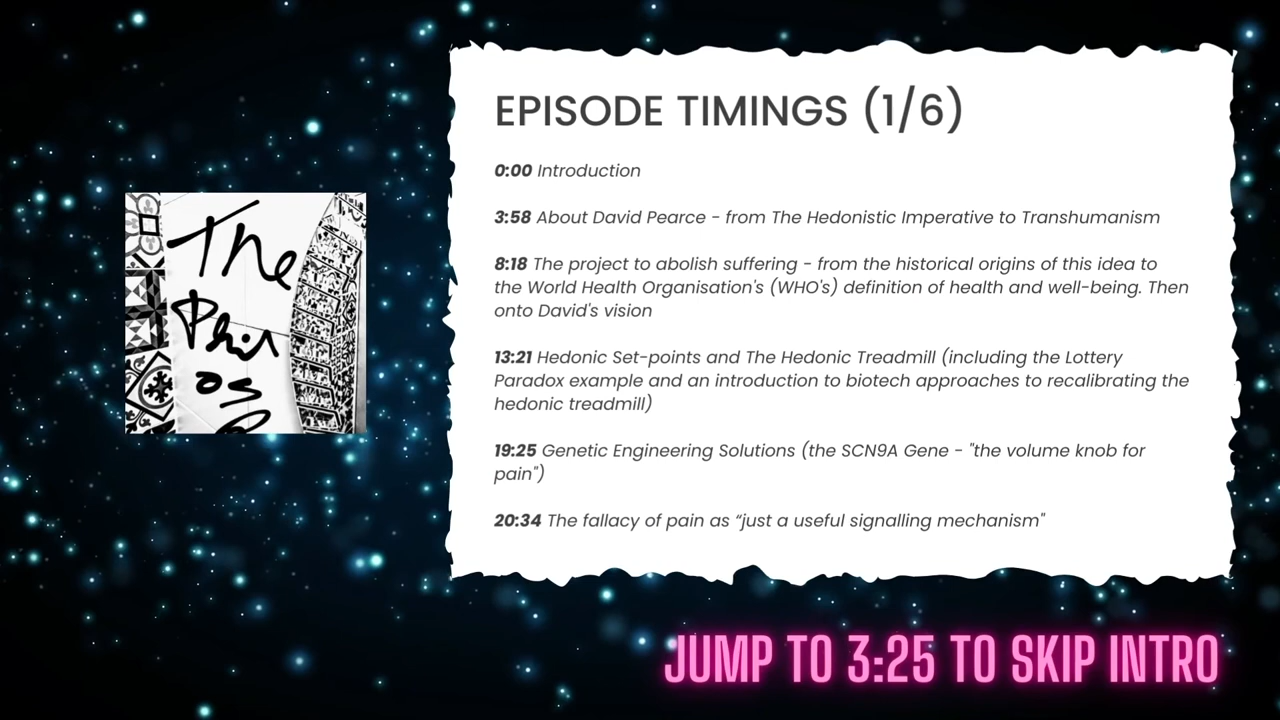 The
Phil
os
EPISODE TIMINGS (1/6)
0:00 Introduction
3:58 About David Pearce - from The Hedonistic Imperative to Transhumanism
8:18 The project to abolish suffering - from the historical origins of this idea to
the World Health Organisation's (WHO's) definition of health and well-being. Then
onto David's vision
13:21 Hedonic Set-points and The Hedonic Treadmill (including the Lottery
Paradox example and an introduction to biotech approaches to recalibrating the
hedonic treadmill)
19:25 Genetic Engineering Solutions (the SCN9A Gene - "the volume knob for
pain")
20:34 The fallacy of pain as “just a useful signalling mechanism"
JUMP TO 3:25 TO SKIP INTRO